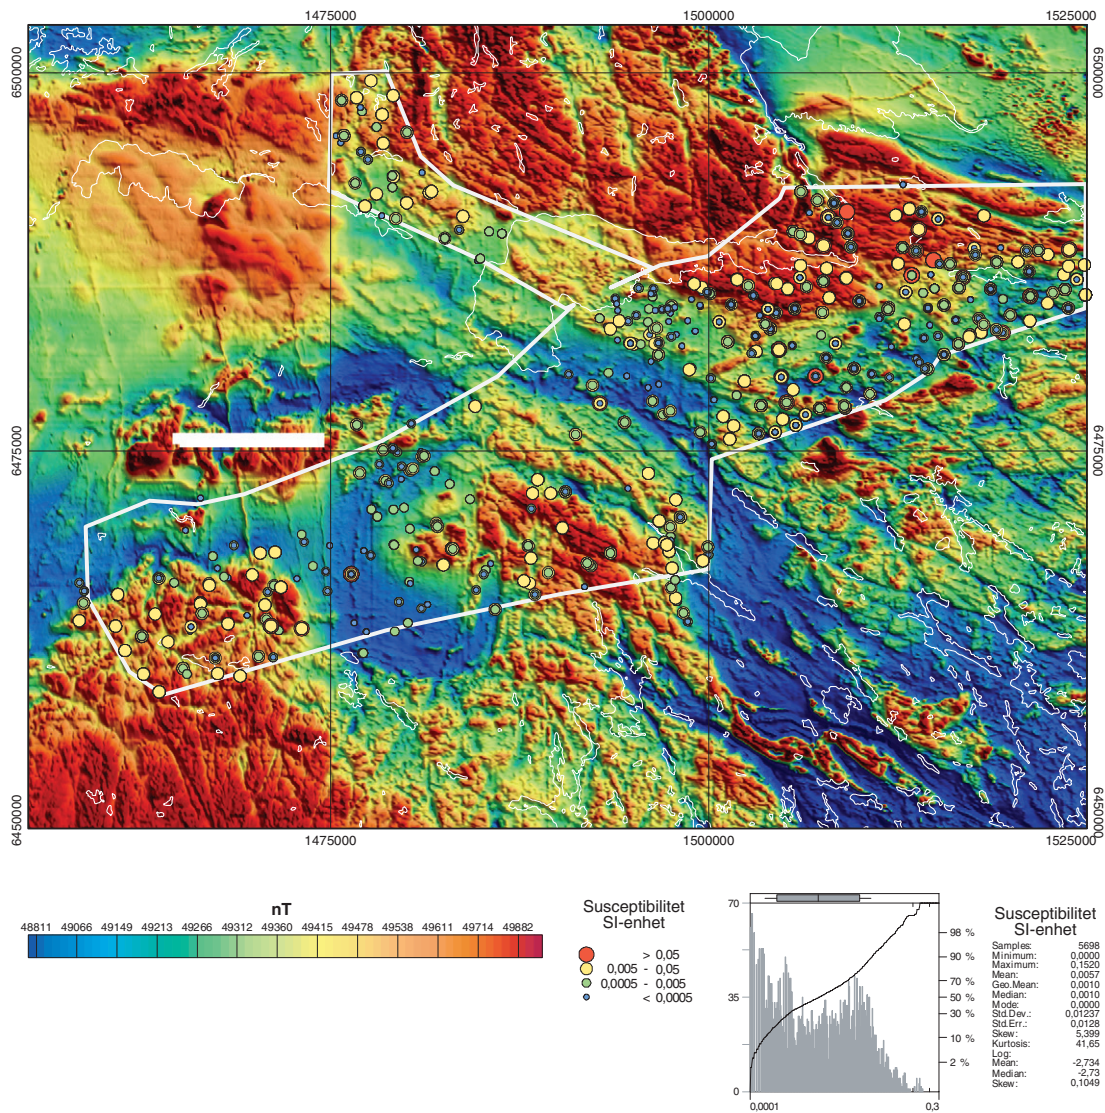 1475000 1500000 1525000
6500000 6500000
6475000 6475000
6450000 6450000
1475000 1500000 1525000
nT
48811 49066 49149 49213 49266 49312 49360 49415 49478 49538 49611 49714 49882
Susceptibilitet
SI-enhet
> 0,05
0,005 - 0,05
0,0005 - 0,005
< 0,0005
70
35
0
98 %
90 %
70 %
50 %
30 %
10 %
2 %
0,0001 0,3
Susceptibilitet
SI-enhet
Samples: 5698
Minimum: 0,0000
Maximum: 0,1520
Mean: 0,0057
Geo.Mean: 0,0010
Median: 0,0010
Mode: 0,0000
Std.Dev.: 0,01237
Std.Err.: 0,0128
Skew: 5,399
Kurtosis: 41,65
Log:
Mean: -2,734
Median: -2,73
Skew: 0,1049